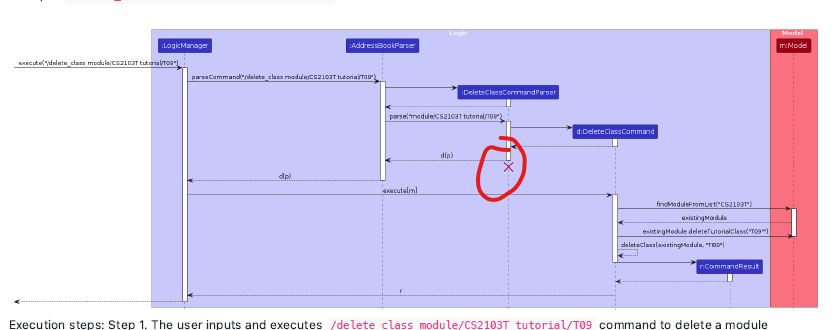 Logic
Model
:LogicManager
:AddressBookParser
m:Model
execute("/delete_class module/CS2103T tutorial/T09")
parseCommand("/delete_class module/CS2103T tutorial/T09")
:DeleteClassCommandParser
parse("module/CS2103T tutorial/T09")
d:DeleteClassCommand
d(p)
d(p)
execute(m)
findModuleFromList("CS2103T")
existingModule
existingModule.deleteTutorialClass("T09"")
deleteClass(existingModule, "T09")
r:CommandResult
r
Execution steps: Step 1. The user inputs and executes /delete_class module/CS2103T tutorial/T09 command to delete a module